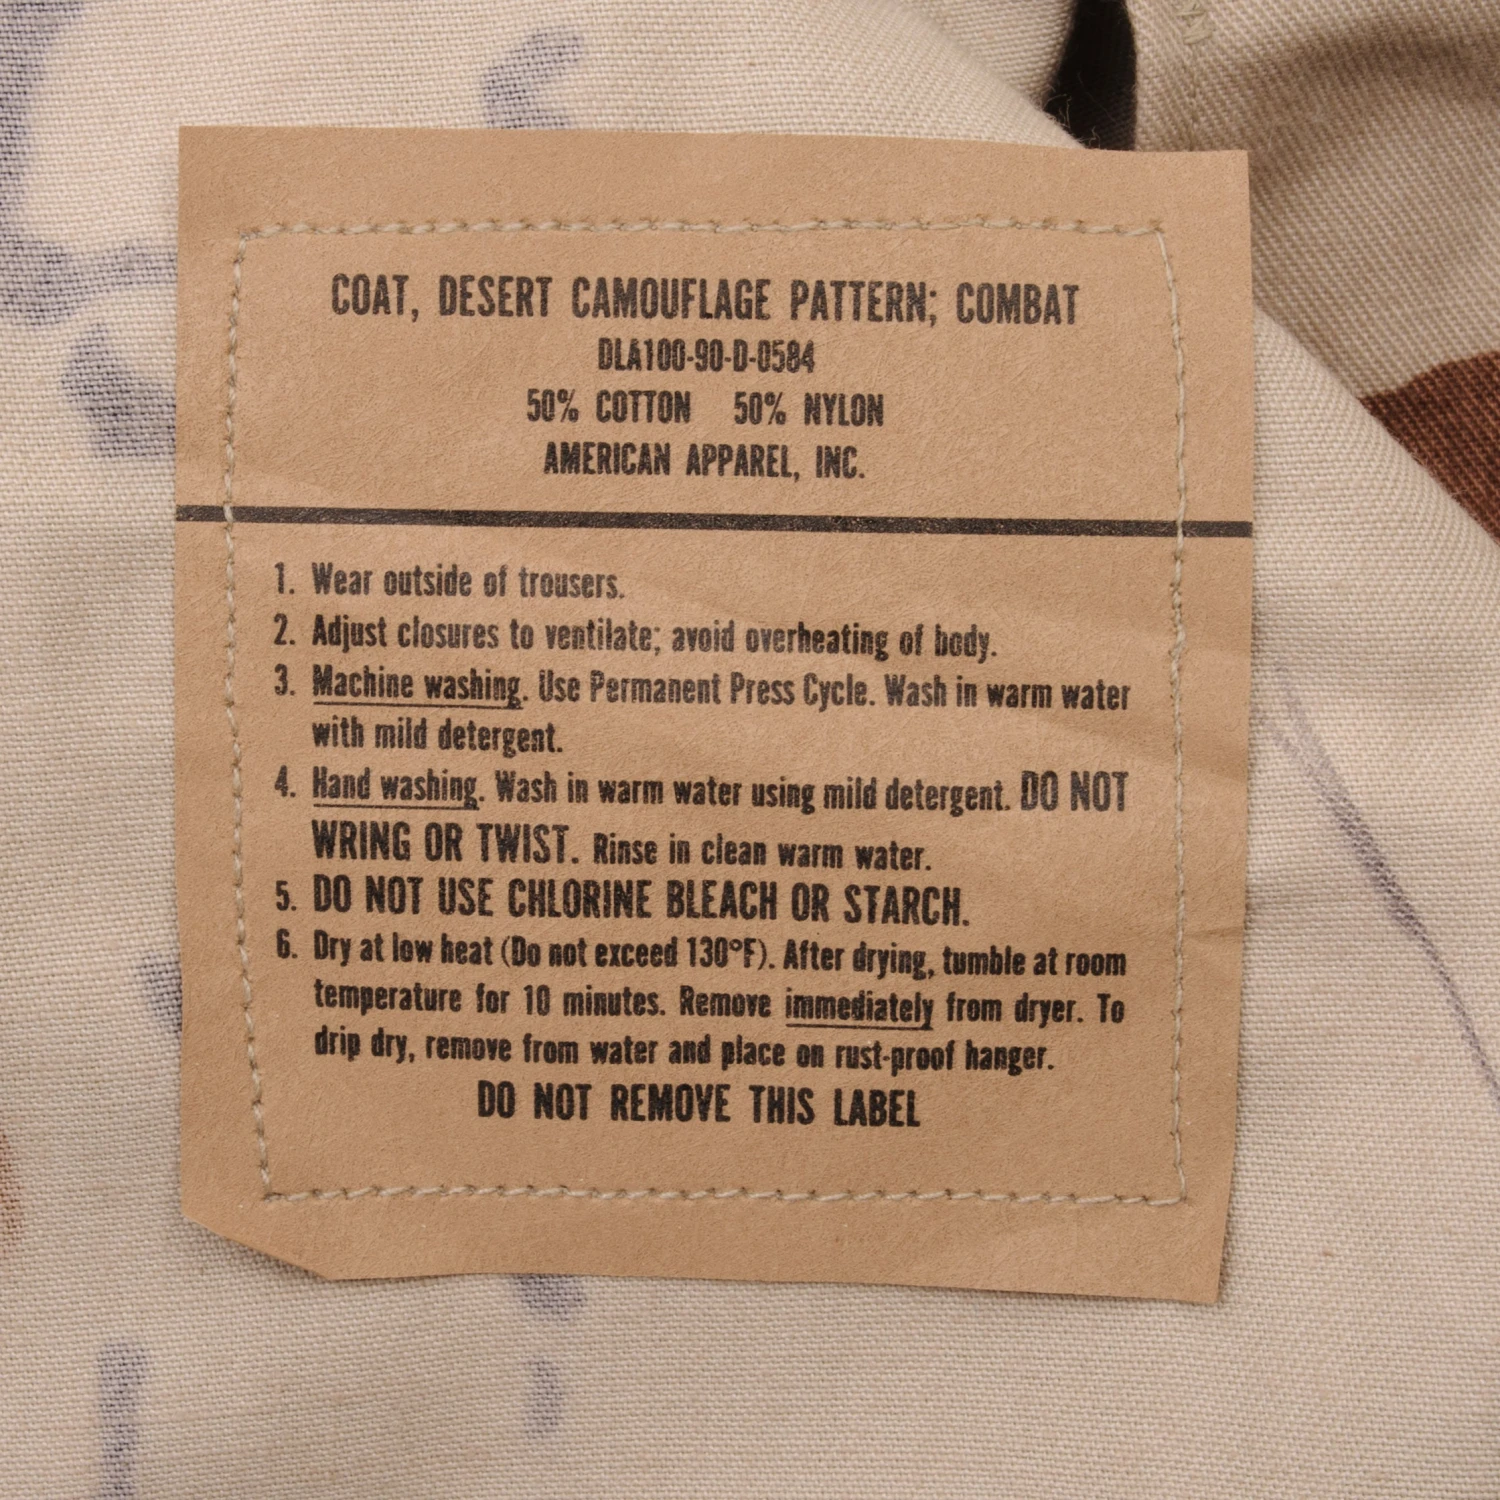 COAT, DESERT CAMOUFLAGE PATTERN; COMBAT
DLA100-90-D-0584
50% COTTON 50% NYLON
AMERICAN APPAREL, INC.
1. Wear outside of trousers.
2. Adjust closures to ventilate; avoid overheating of body.
3. Machine washing. Use Permanent Press Cycle. Wash in warm water
with mild detergent.
4. Hand washing. Wash in warm water using mild detergent. DO NOT
WRING OR TWIST. Rinse in clean warm water.
5. DO NOT USE CHLORINE BLEACH OR STARCH.
6. Dry at low heat (Do not exceed 130°F). After drying, tumble at room
temperature for 10 minutes. Remove immediately from dryer. To
drip dry, remove from water and place on rust-proof hanger.
DO NOT REMOVE THIS LABEL